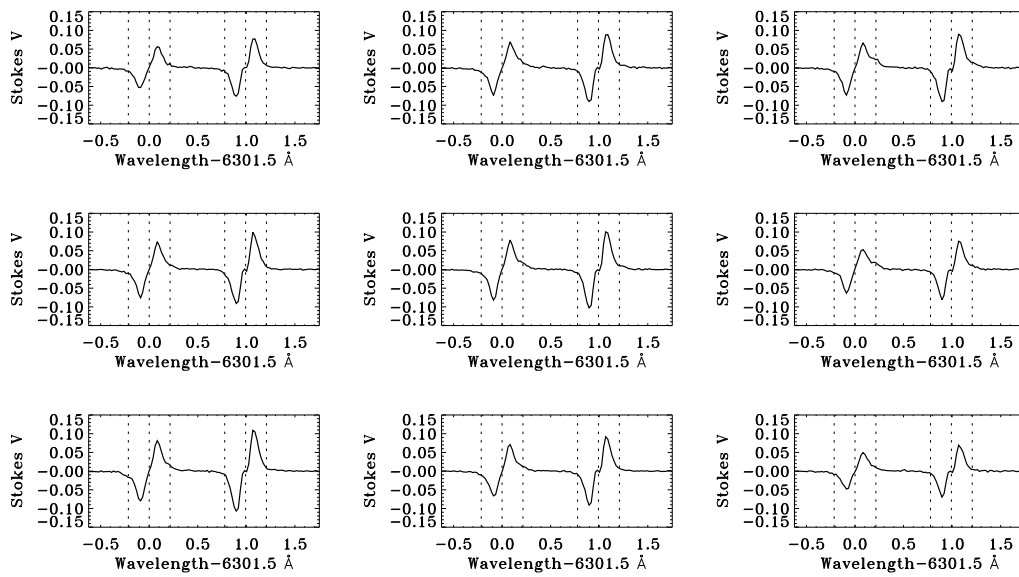 0.15 0.15 0.15
0.10 0.10 0.10
0.05 0.05 0.05
−0.00 −0.00 −0.00
−0.05 −0.05 −0.05
−0.10 −0.10 −0.10
−0.15 −0.15 −0.15
Stokes V Stokes V Stokes V
−0.5 0.0 0.5 1.0 1.5 −0.5 0.0 0.5 1.0 1.5 −0.5 0.0 0.5 1.0 1.5
Wavelength−6301.5 Å Wavelength−6301.5 Å Wavelength−6301.5 Å
0.15 0.15 0.15
0.10 0.10 0.10
0.05 0.05 0.05
−0.00 −0.00 −0.00
−0.05 −0.05 −0.05
−0.10 −0.10 −0.10
−0.15 −0.15 −0.15
Stokes V Stokes V Stokes V
−0.5 0.0 0.5 1.0 1.5 −0.5 0.0 0.5 1.0 1.5 −0.5 0.0 0.5 1.0 1.5
Wavelength−6301.5 Å Wavelength−6301.5 Å Wavelength−6301.5 Å
0.15 0.15 0.15
0.10 0.10 0.10
0.05 0.05 0.05
−0.00 −0.00 −0.00
−0.05 −0.05 −0.05
−0.10 −0.10 −0.10
−0.15 −0.15 −0.15
Stokes V Stokes V Stokes V
−0.5 0.0 0.5 1.0 1.5 −0.5 0.0 0.5 1.0 1.5 −0.5 0.0 0.5 1.0 1.5
Wavelength−6301.5 Å Wavelength−6301.5 Å Wavelength−6301.5 Å